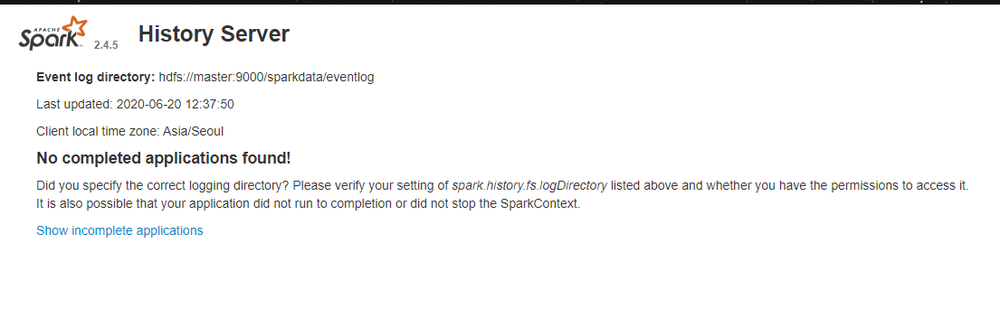 APACHE
Spark 2.4.5 History Server
Event log directory: hdfs://master:9000/sparkdata/eventlog
Last updated: 2020-06-20 12:37:50
Client local time zone: Asia/Seoul
No completed applications found!
Did you specify the correct logging directory? Please verify your setting of spark.history.fs.logDirectory listed above and whether you have the permissions to access it.
It is also possible that your application did not run to completion or did not stop the SparkContext.
Show incomplete applications